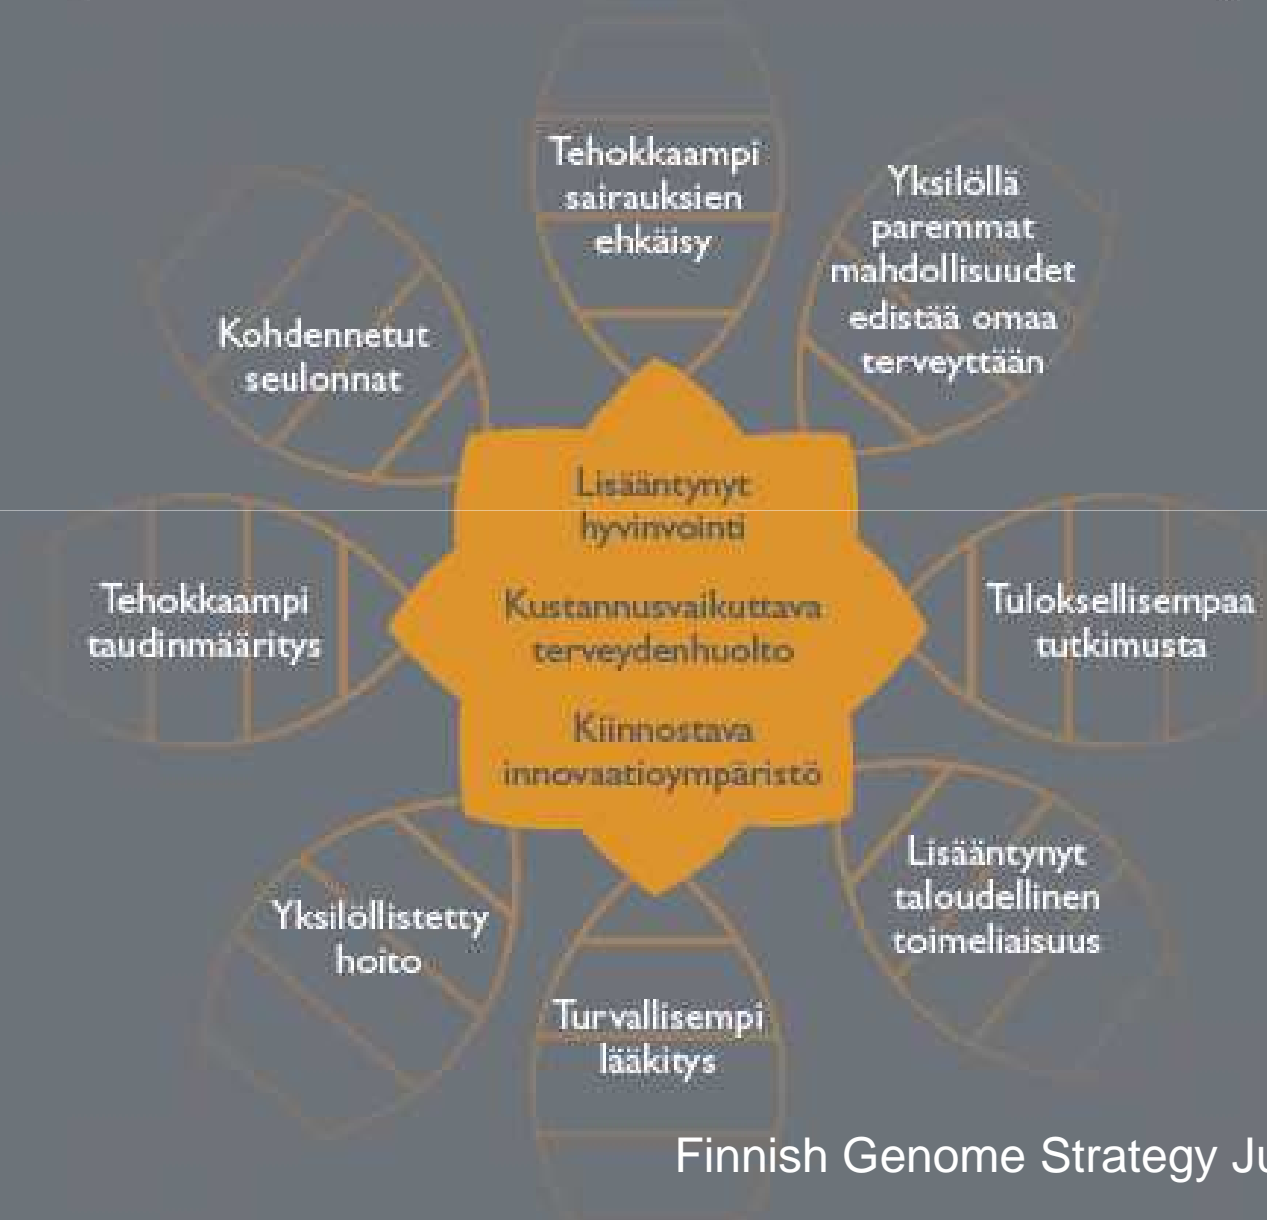 Tehokkaampi
sairauksien
ehkäisy
Yksilöllä
paremmat
mahdollisuudet
edistää omaa
terveyttään
Kohdennetut
seulonnat
Lisääntynyt
hyvinvointi
Kustannusvaikuttava
terveydenhuolto
Kiinnostava
innovaatioympäristö
Tehokkaampi
taudinmääritys
Tuloksellisempaa
tutkimusta
Lisääntynyt
taloudellinen
toimeliaisuus
Yksilöllistetty
hoito
Turvallisempi
lääkitys
Finnish Genome Strategy